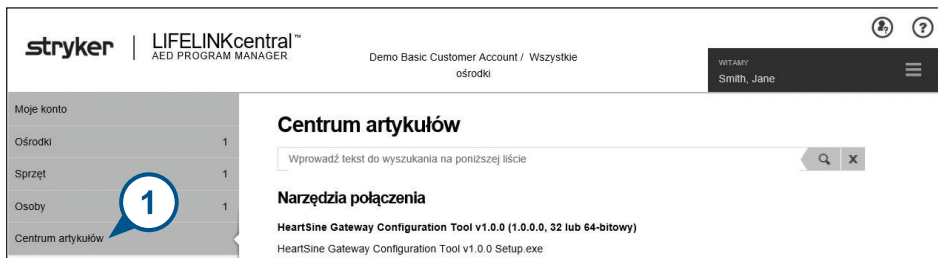 stryker
LIFELINKcentral™
AED PROGRAM MANAGER
Demo Basic Customer Account / Wszystkie
ośrodki
WITAMY
Smith, Jane
Moje konto
Ośrodki 1
Sprzęt 1
Osoby 1
Centrum artykułów
1
Centrum artykułów
Wprowadź tekst do wyszukania na poniższej liście
X
Narzędzia połączenia
HeartSine Gateway Configuration Tool v1.0.0 (1.0.0.0, 32 lub 64-bitowy)
HeartSine Gateway Configuration Tool v1.0.0 Setup.exe